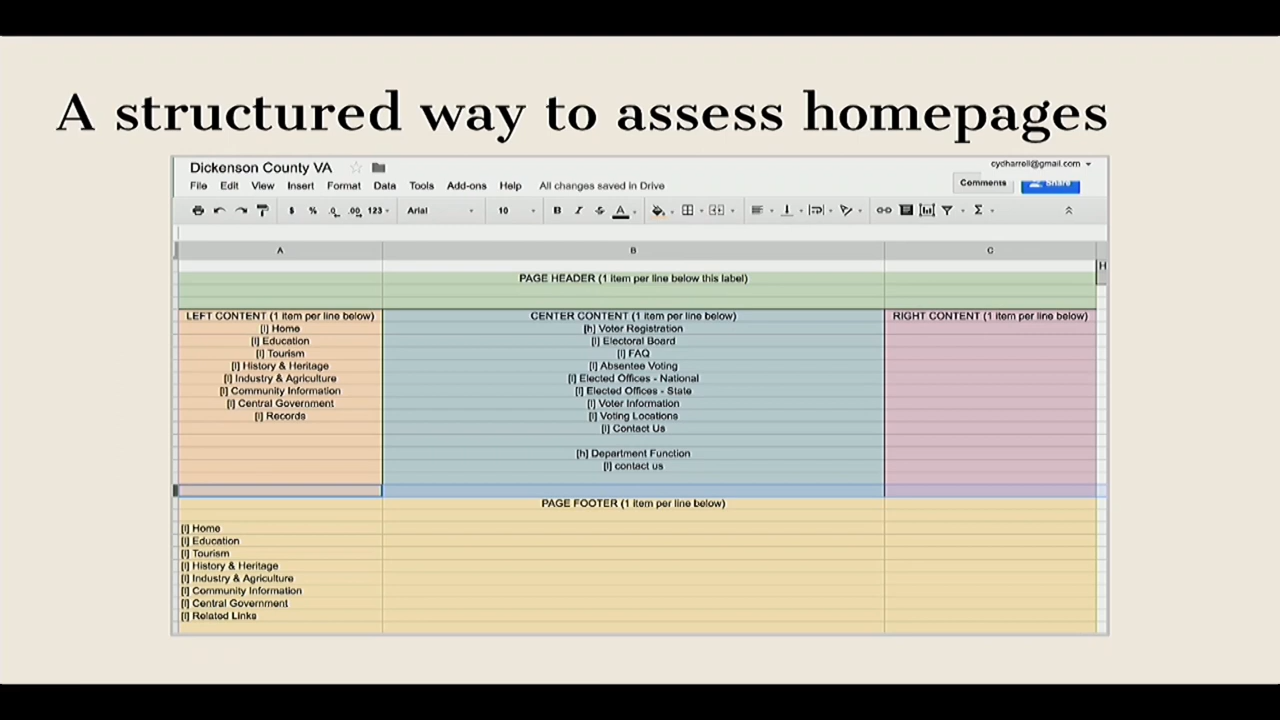 A structured way to assess homepages
Dickenson County VA
cydharrell@gmail.com
File Edit View Insert Format Data Tools Add-ons Help All changes saved in Drive
Comments
Share
$ % .0 .00 123 Arial 10 B I S A Σ
A B C
H
PAGE HEADER (1 item per line below this label)
LEFT CONTENT (1 item per line below) CENTER CONTENT (1 item per line below) RIGHT CONTENT (1 item per line below)
[l] Home [h] Voter Registration
[l] Education [l] Electoral Board
[l] Tourism [l] FAQ
[l] History & Heritage [l] Absentee Voting
[l] Industry & Agriculture [l] Elected Offices - National
[l] Community Information [l] Elected Offices - State
[l] Central Government [l] Voter Information
[l] Records [l] Voting Locations
[l] Contact Us
[h] Department Function
[l] contact us
PAGE FOOTER (1 item per line below)
[l] Home
[l] Education
[l] Tourism
[l] History & Heritage
[l] Industry & Agriculture
[l] Community Information
[l] Central Government
[l] Related Links